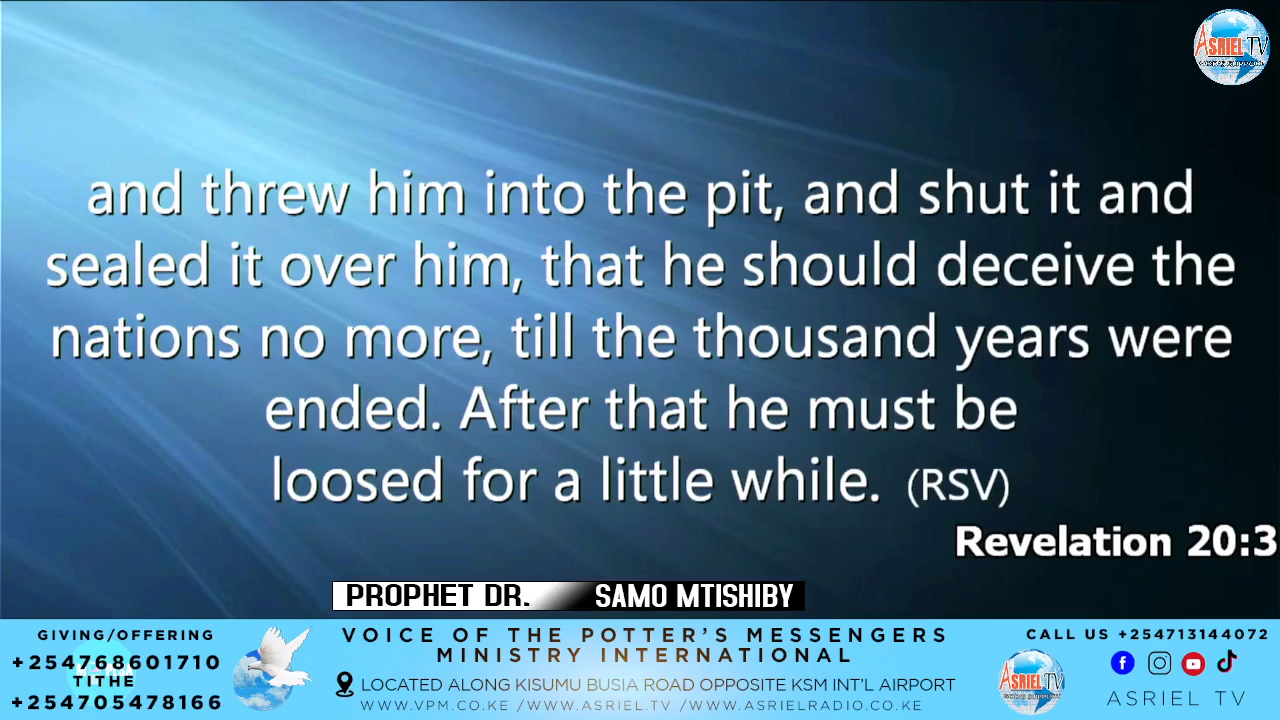 ASRIEL TV
and threw him into the pit, and shut it and
sealed it over him, that he should deceive the
nations no more, till the thousand years were
ended. After that he must be
loosed for a little while. (RSV)
Revelation 20:3
PROPHET DR. SAMO MTISHIBY
GIVING/OFFERING
+254768601710
TITHE
+254705478166
VOICE OF THE POTTER'S MESSENGERS
MINISTRY INTERNATIONAL
LOCATED ALONG KISUMU BUSIA ROAD OPPOSITE KSM INT'L AIRPORT
WWW.VPM.CO.KE /WWW.ASRIEL.TV /WWW.ASRIELRADIO.CO.KE
ASRIEL TV
CALL US +254713144072
ASRIEL TV